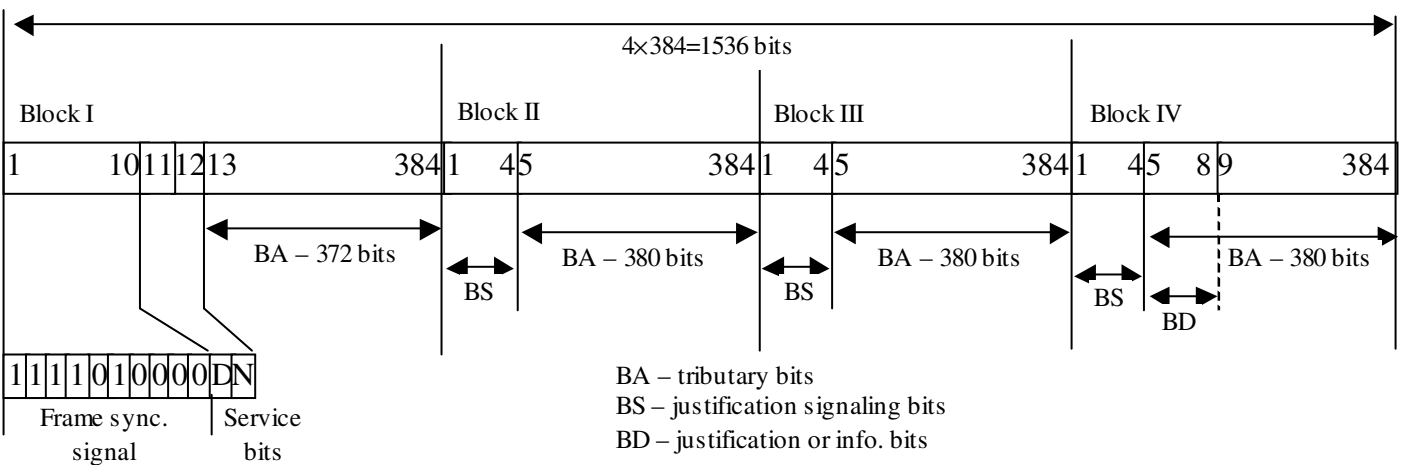 4×384=1536 bits
Block I Block II Block III Block IV
1 10 11 12 13 384 1 4 5 384 1 4 5 384 1 4 5 8 9 384
BA – 372 bits BA – 380 bits BA – 380 bits BA – 380 bits
BS BS BS
BD
1 1 1 1 0 1 0 0 0 0 D N
Frame sync. signal
Service bits
BA – tributary bits
BS – justification signaling bits
BD – justification or info. bits